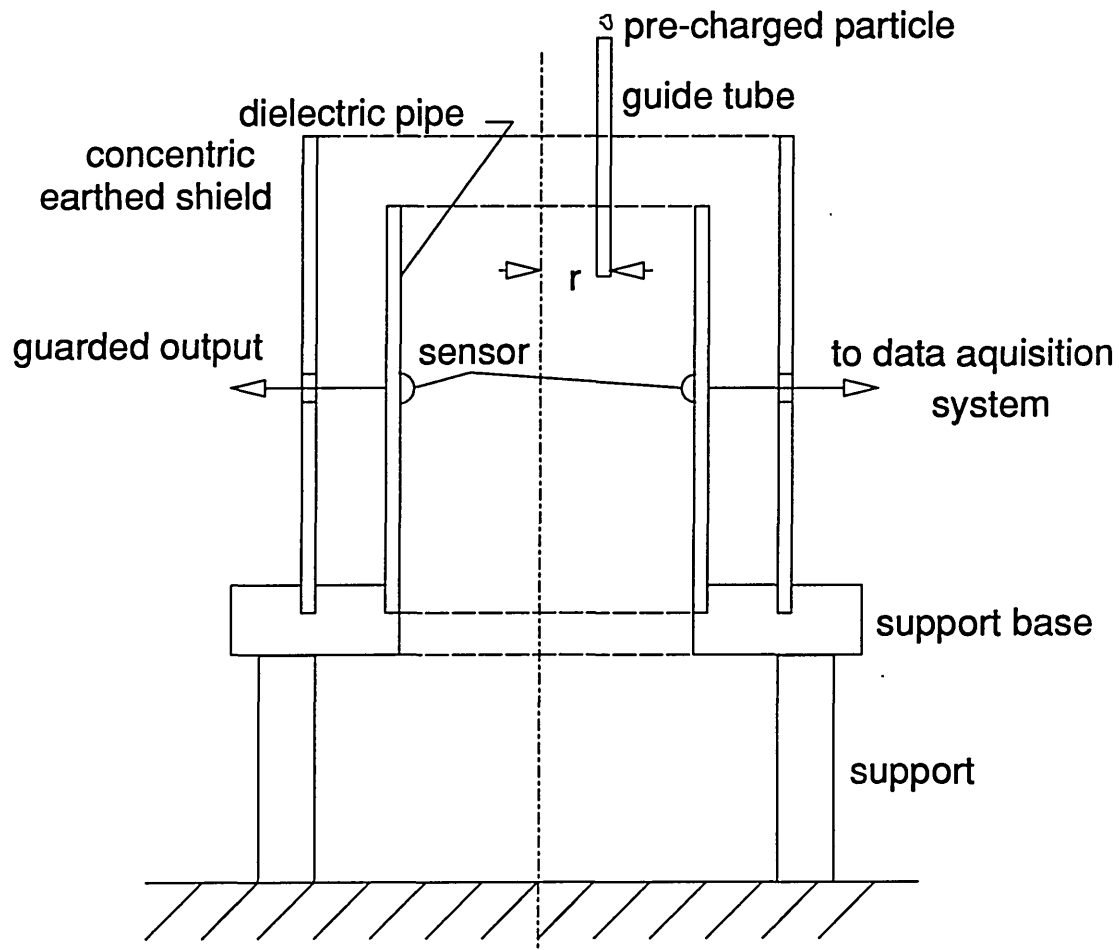 pre-charged particle
guide tube
dielectric pipe
concentric
earthed shield
r
guarded output
sensor
to data aquisition
system
support base
support